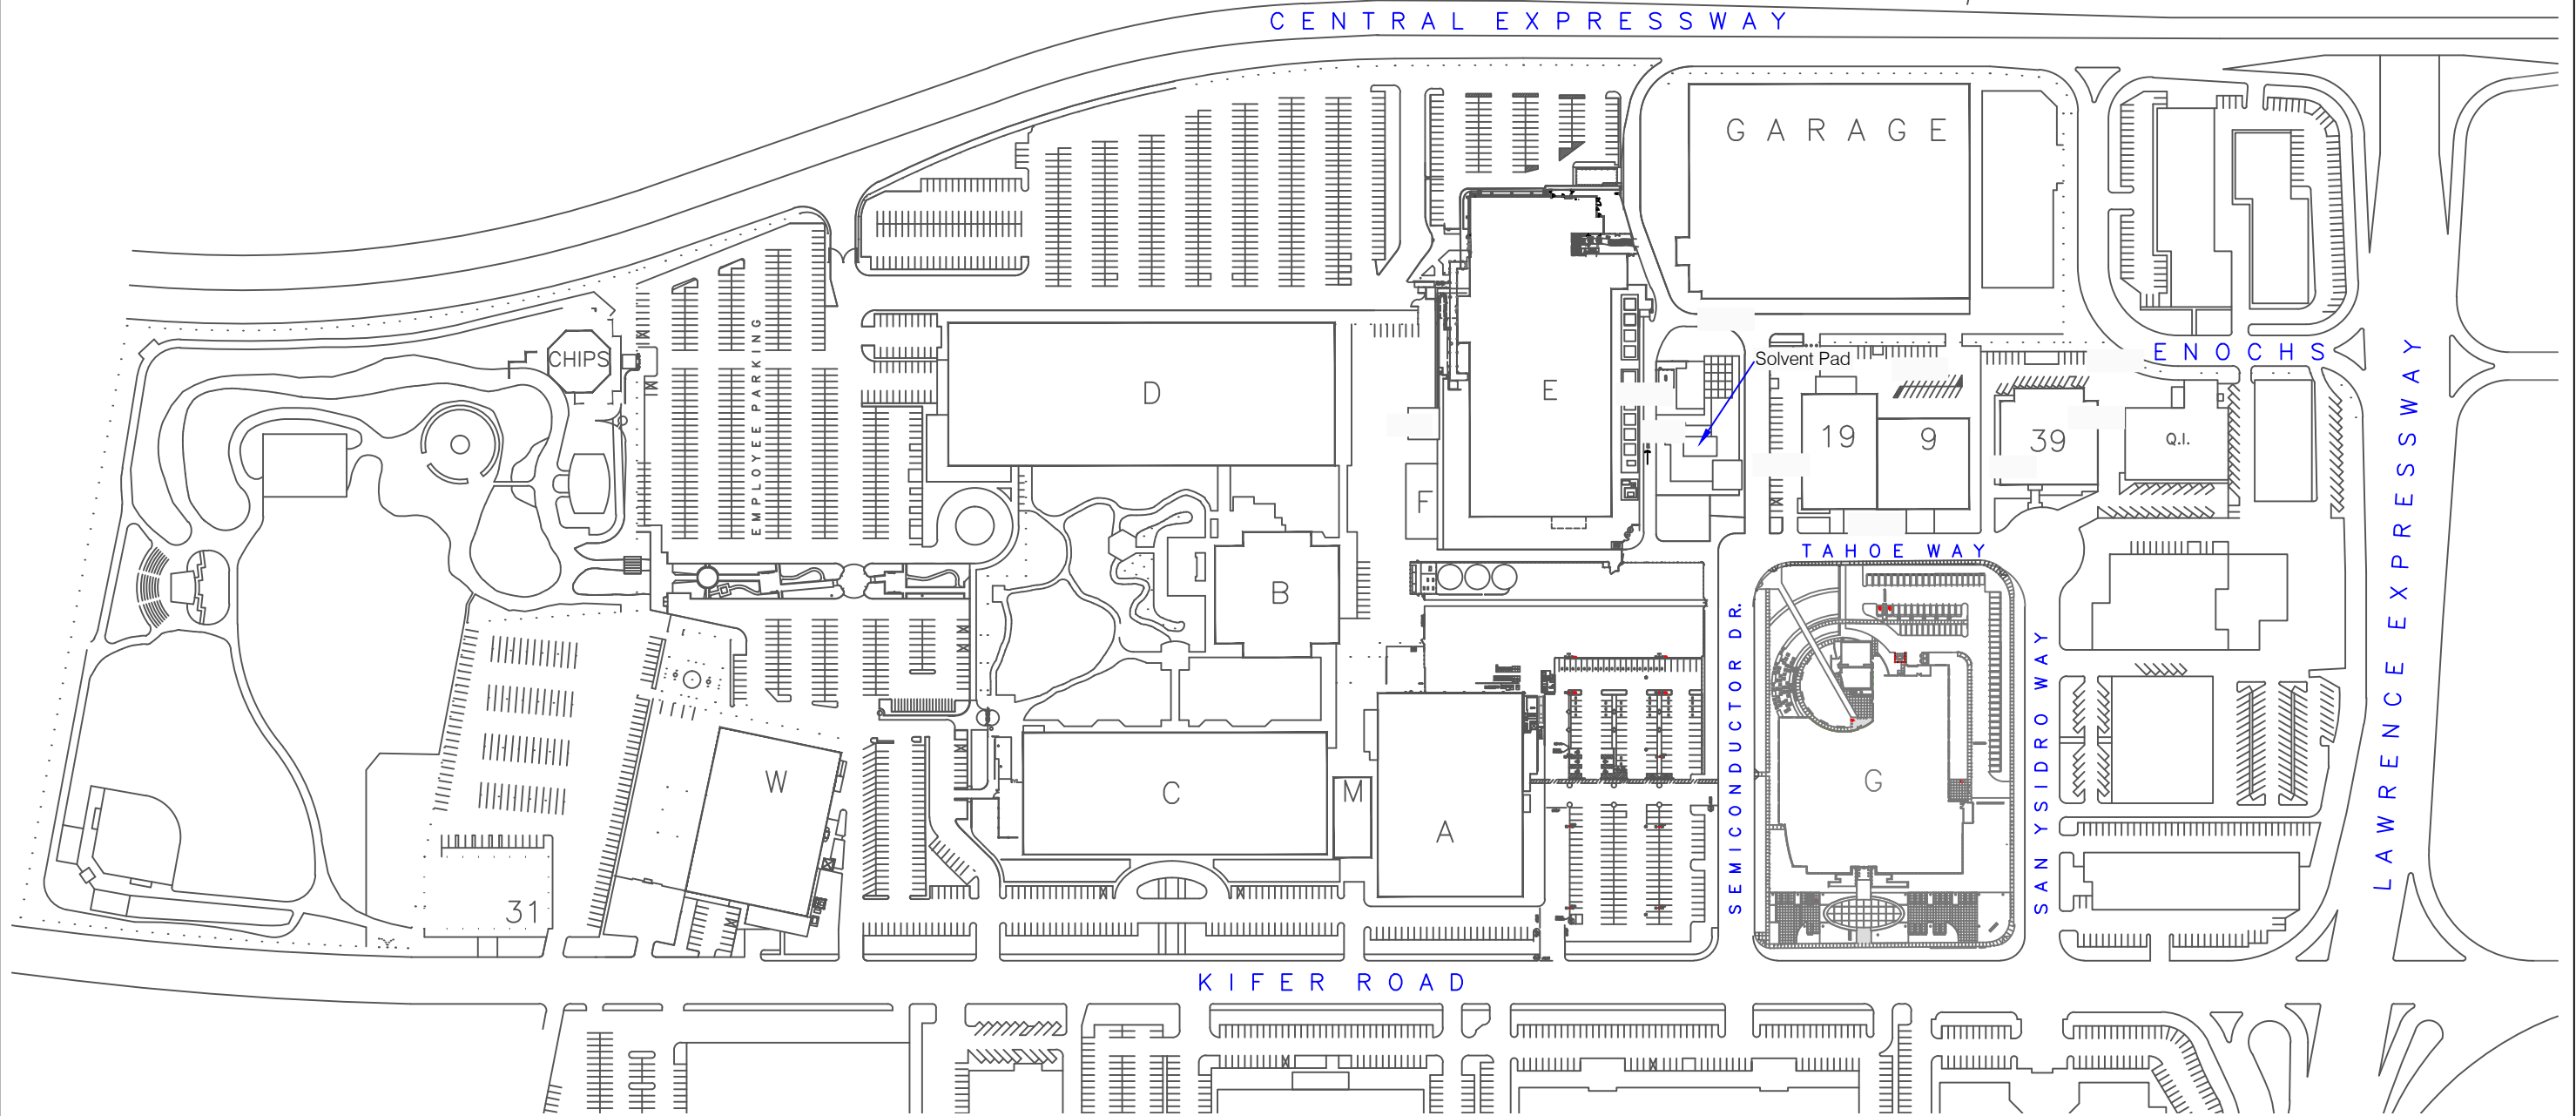 CENTRAL EXPRESSWAY
GARAGE
ENOCHS
CHIPS
Solvent Pad
EMPLOYEE PARKING
D
E
19
9
39
Q.I.
LAWRENCE EXPRESSWAY
F
TAHOE WAY
B
SEMICONDUCTOR DR.
SAN YSIDRO WAY
W
C
M
A
G
31
KIFER ROAD